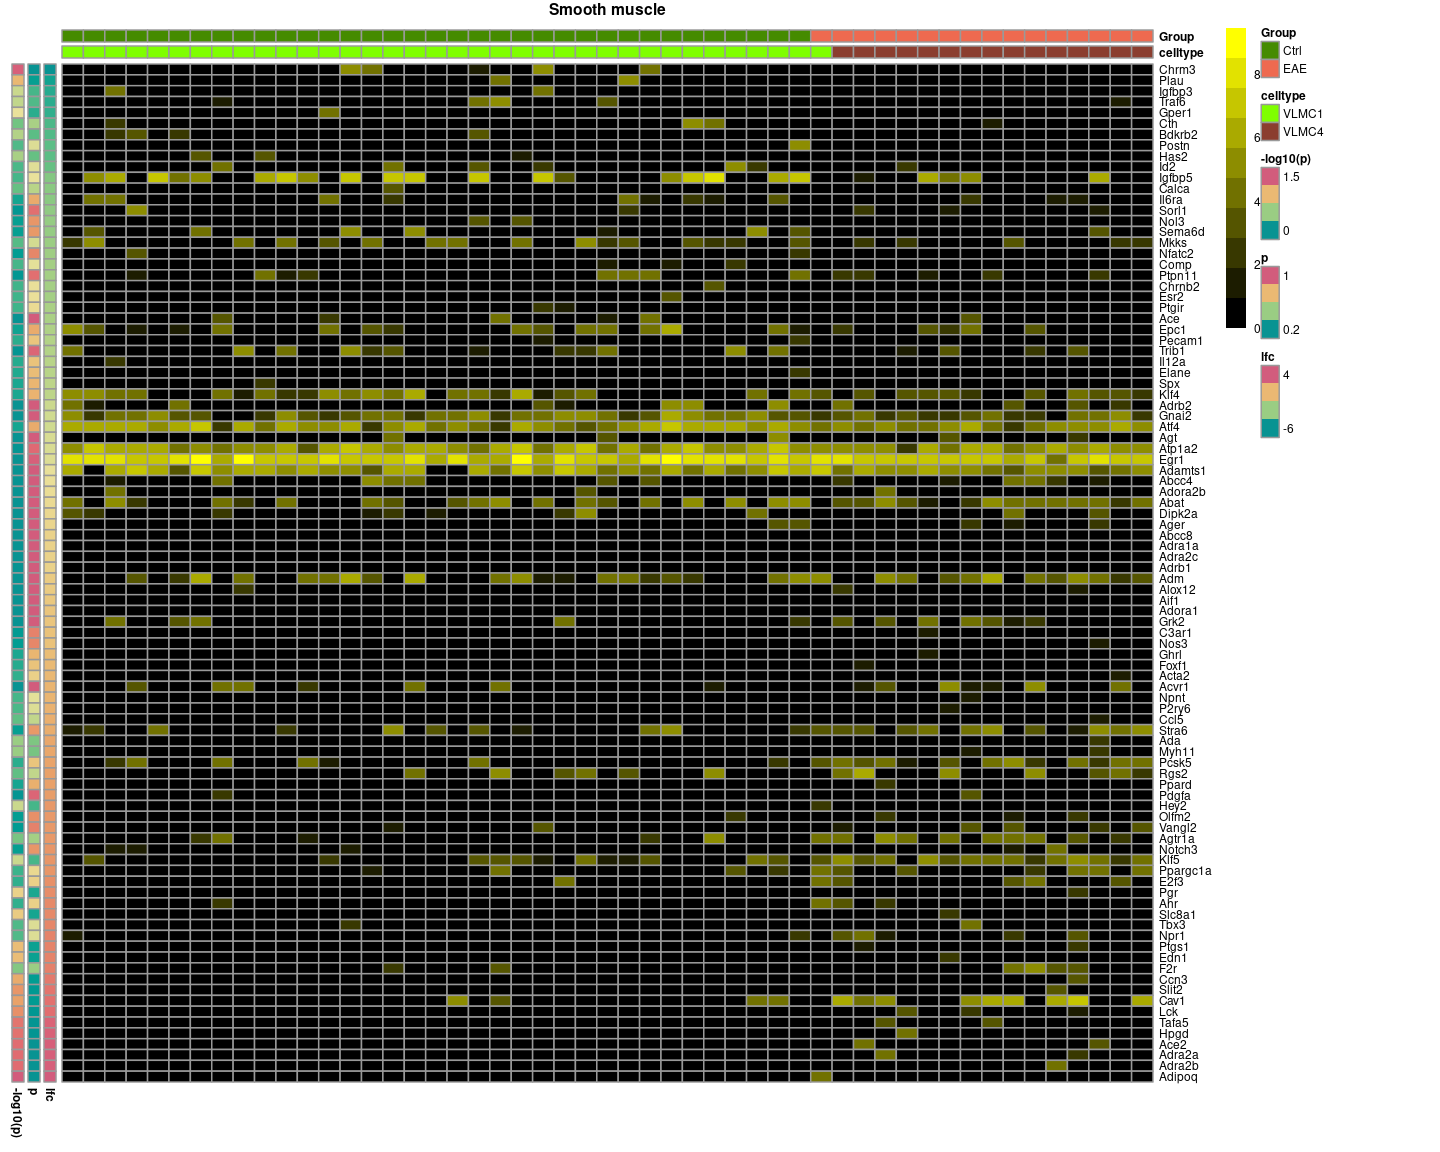 Smooth muscle
Group
celltype
Chrm3
Plau
Igfbp3
Traf6
Gper1
Cth
Bdkrb2
Postn
Has2
Id2
Igfbp5
Calca
Il6ra
Sorl1
Nol3
Sema6d
Mkks
Nfatc2
Comp
Ptpn11
Chrnb2
Esr2
Ptgir
Ace
Epc1
Pecam1
Trib1
Il12a
Elane
Spx
Klf4
Adrb2
Gnai2
Atf4
Agt
Atp1a2
Egr1
Adamts1
Abcc4
Adora2b
Abat
Dipk2a
Ager
Abcc8
Adra1a
Adra2c
Adrb1
Adm
Alox12
Aif1
Adora1
Grk2
C3ar1
Nos3
Ghrl
Foxf1
Acta2
Acvr1
Npnt
P2ry6
Ccl5
Stra6
Ada
Myh11
Pcsk5
Rgs2
Ppard
Pdgfa
Hey2
Olfm2
Vangl2
Agtr1a
Notch3
Klf5
Ppargc1a
E2f3
Pgr
Ahr
Slc8a1
Tbx3
Npr1
Ptgs1
Edn1
F2r
Ccn3
Slit2
Cav1
Lck
Tafa5
Hpgd
Ace2
Adra2a
Adra2b
Adipoq
-log10(p)
p
lfc
8
6
4
2
0
Group
Ctrl
EAE
celltype
VLMC1
VLMC4
-log10(p)
1.5
0
p
1
0.2
lfc
4
-6